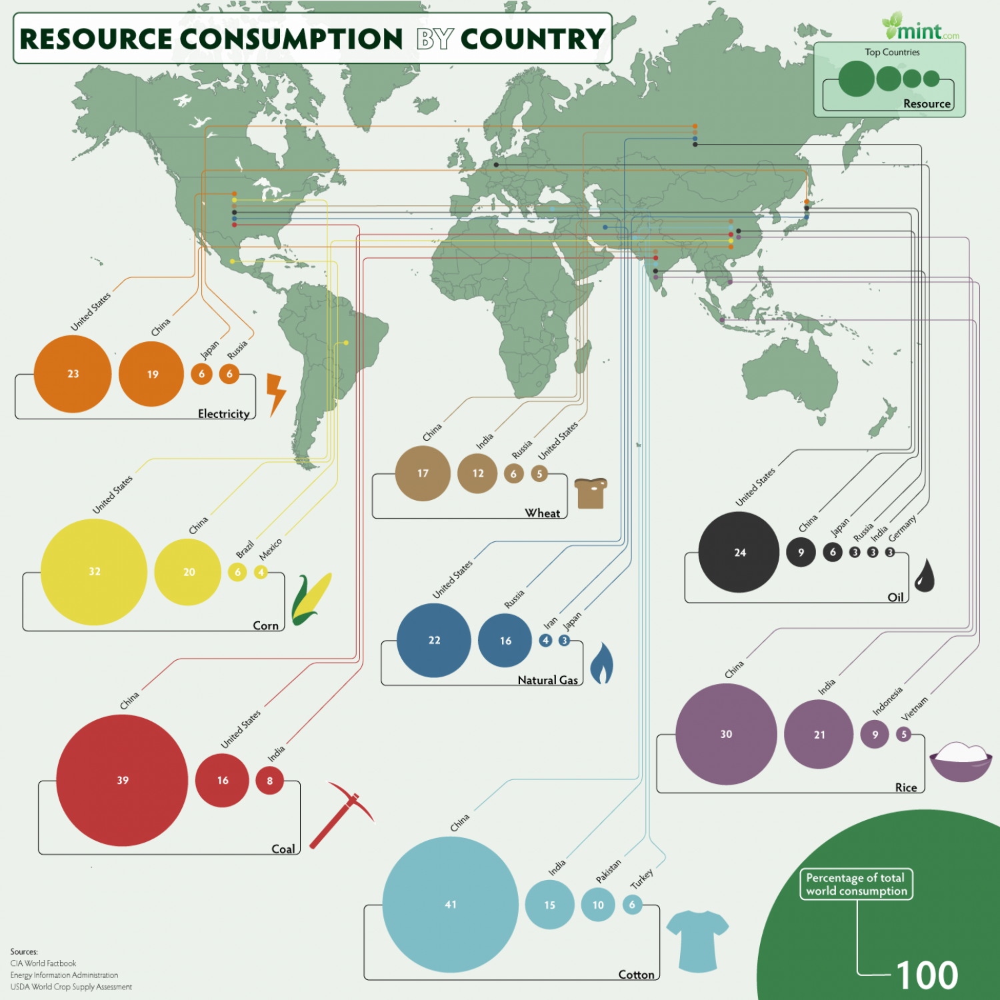 RESOURCE CONSUMPTION BY COUNTRY
mint.com
Top Countries
Resource
United States
China
Japan
Russia
23
19
6
6
Electricity
China
India
Russia
United States
17
12
6
5
Wheat
United States
China
Brazil
Mexico
32
20
6
4
Corn
United States
China
Japan
Russia
India
Germany
24
9
6
3
3
3
Oil
United States
Russia
Iran
Japan
22
16
4
3
Natural Gas
China
United States
India
39
16
8
Coal
China
India
Indonesia
Vietnam
30
21
9
5
Rice
China
India
Pakistan
Turkey
41
15
10
6
Cotton
Percentage of total
world consumption
100
Sources:
CIA World Factbook
Energy Information Administration
USDA World Crop Supply Assessment